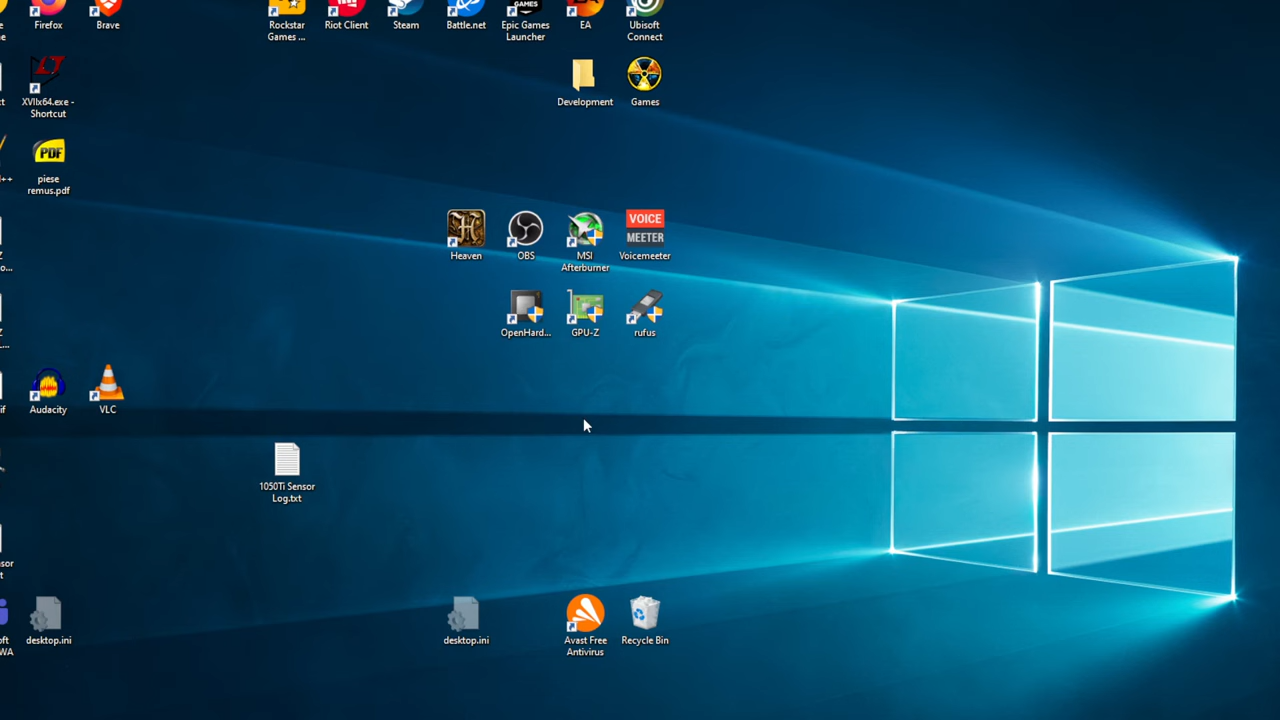 Firefox
Brave
Rockstar
Games ...
Riot Client
Steam
Battle.net
GAMES
Epic Games
Launcher
EA
Ubisoft
Connect
LT
XVIIx64.exe -
Shortcut
Development
Games
PDF
piese
remus.pdf
Heaven
OBS
MSI
Afterburner
VOICE
MEETER
Voicemeeter
OpenHard...
GPU-Z
rufus
Audacity
VLC
1050Ti Sensor
Log.txt
desktop.ini
desktop.ini
Avast Free
Antivirus
Recycle Bin